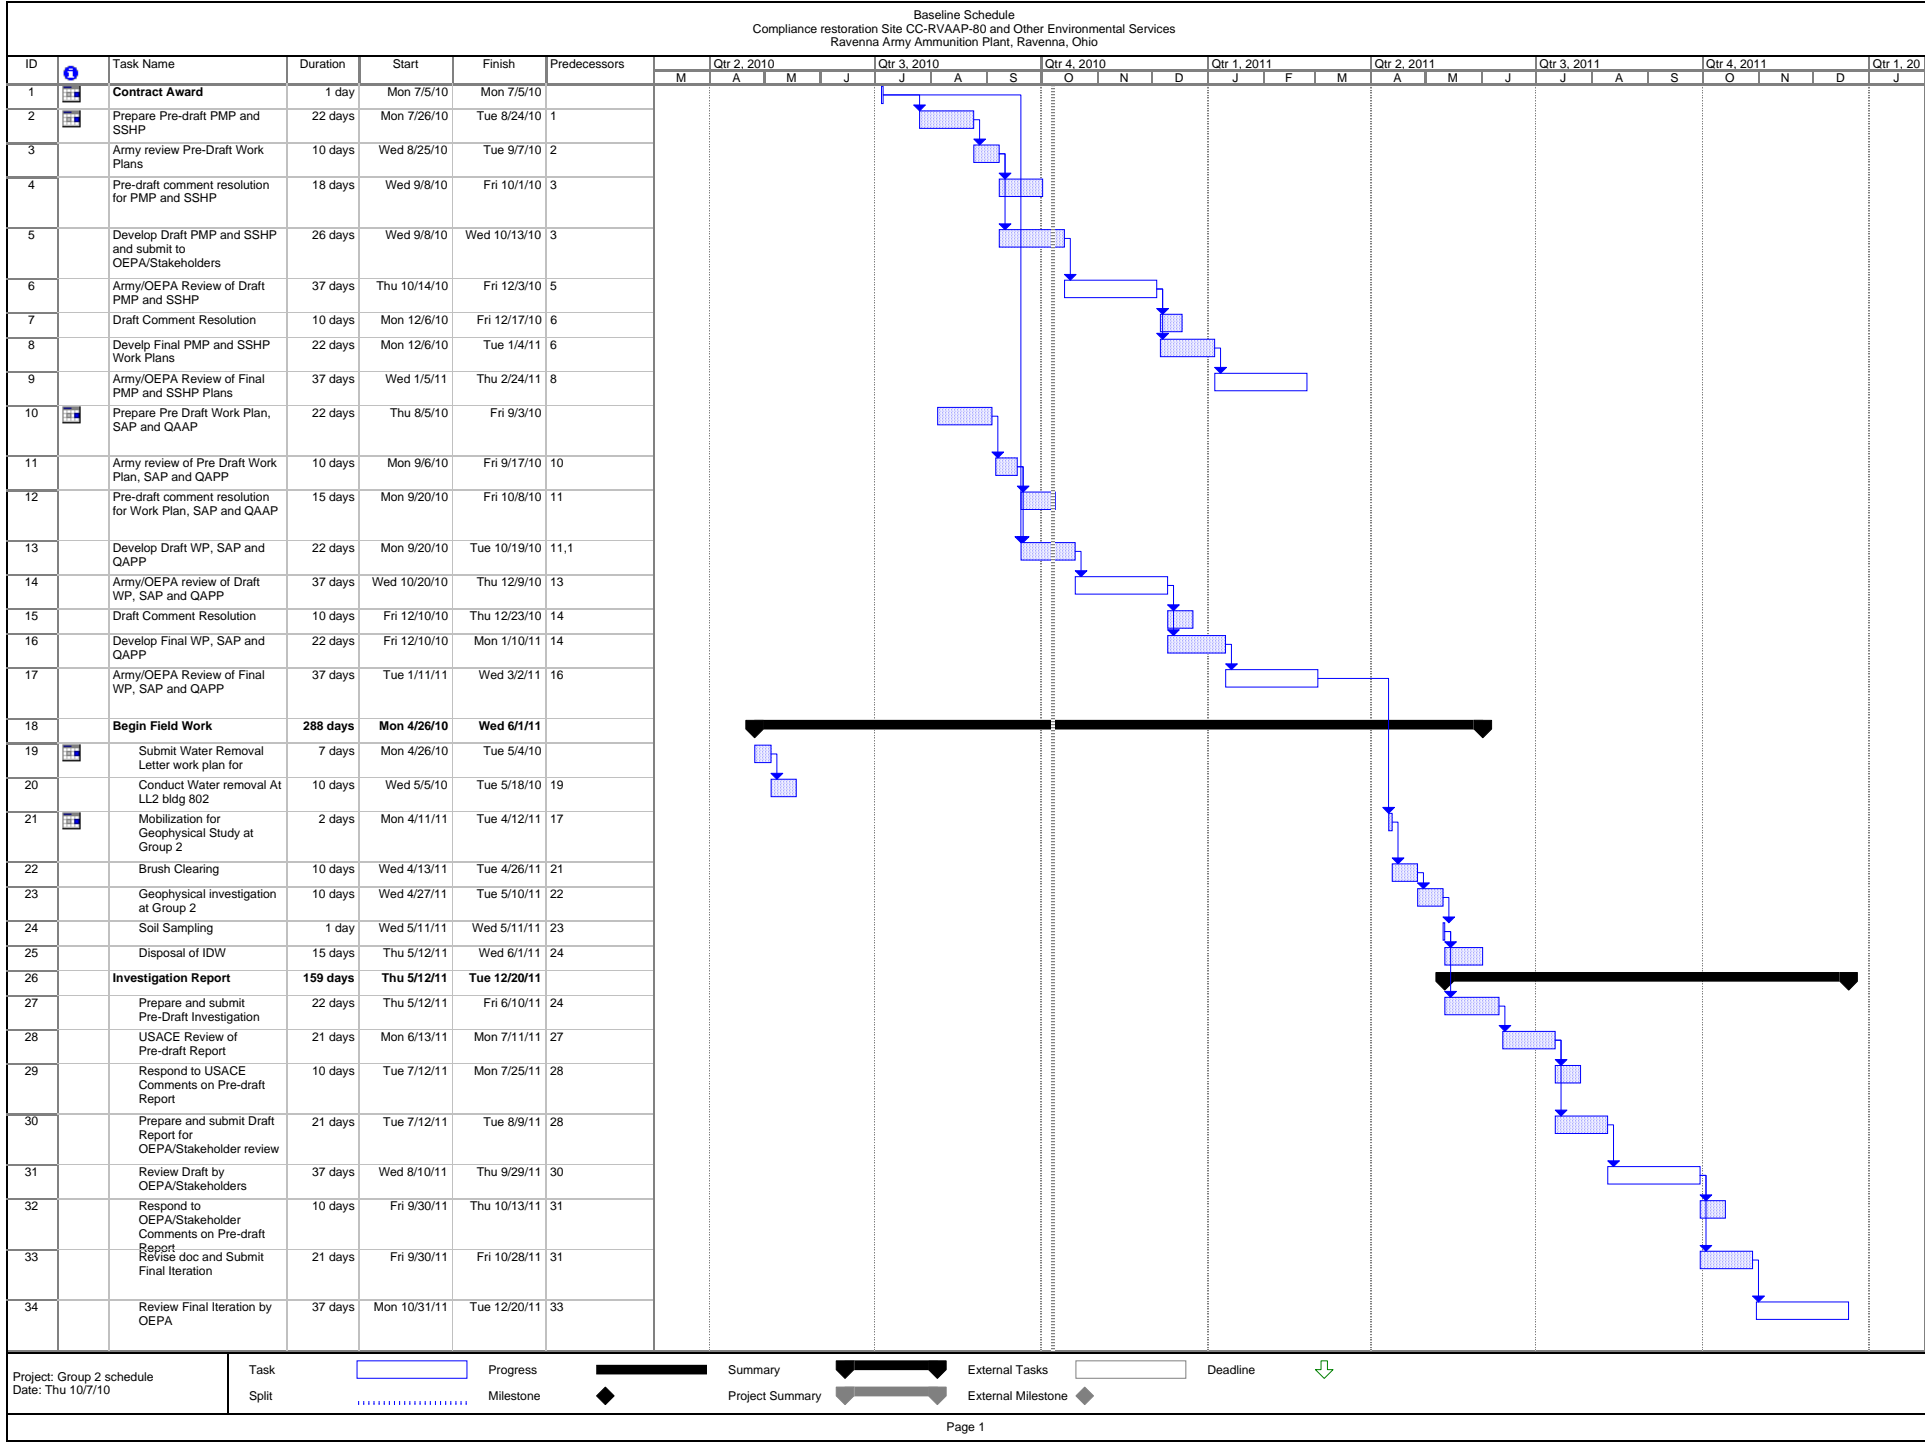 Baseline Schedule
Compliance restoration Site CC-RVAAP-80 and Other Environmental Services
Ravenna Army Ammunition Plant, Ravenna, Ohio
ID Task Name Duration Start Finish Predecessors
Qtr 2, 2010 Qtr 3, 2010 Qtr 4, 2010 Qtr 1, 2011 Qtr 2, 2011 Qtr 3, 2011 Qtr 4, 2011 Qtr 1, 20
M A M J J A S O N D J F M A M J J A S O N D J
1 Contract Award 1 day Mon 7/5/10 Mon 7/5/10
2 Prepare Pre-draft PMP and 22 days Mon 7/26/10 Tue 8/24/10 1
SSHP
3 Army review Pre-Draft Work 10 days Wed 8/25/10 Tue 9/7/10 2
Plans
4 Pre-draft comment resolution 18 days Wed 9/8/10 Fri 10/1/10 3
for PMP and SSHP
5 Develop Draft PMP and SSHP 26 days Wed 9/8/10 Wed 10/13/10 3
and submit to
OEPA/Stakeholders
6 Army/OEPA Review of Draft 37 days Thu 10/14/10 Fri 12/3/10 5
PMP and SSHP
7 Draft Comment Resolution 10 days Mon 12/6/10 Fri 12/17/10 6
8 Develp Final PMP and SSHP 22 days Mon 12/6/10 Tue 1/4/11 6
Work Plans
9 Army/OEPA Review of Final 37 days Wed 1/5/11 Thu 2/24/11 8
PMP and SSHP Plans
10 Prepare Pre Draft Work Plan, 22 days Thu 8/5/10 Fri 9/3/10
SAP and QAAP
11 Army review of Pre Draft Work 10 days Mon 9/6/10 Fri 9/17/10 10
Plan, SAP and QAPP
12 Pre-draft comment resolution 15 days Mon 9/20/10 Fri 10/8/10 11
for Work Plan, SAP and QAAP
13 Develop Draft WP, SAP and 22 days Mon 9/20/10 Tue 10/19/10 11,1
QAPP
14 Army/OEPA review of Draft 37 days Wed 10/20/10 Thu 12/9/10 13
WP, SAP and QAPP
15 Draft Comment Resolution 10 days Fri 12/10/10 Thu 12/23/10 14
16 Develop Final WP, SAP and 22 days Fri 12/10/10 Mon 1/10/11 14
QAPP
17 Army/OEPA Review of Final 37 days Tue 1/11/11 Wed 3/2/11 16
WP, SAP and QAPP
18 Begin Field Work 288 days Mon 4/26/10 Wed 6/1/11
19 Submit Water Removal 7 days Mon 4/26/10 Tue 5/4/10
Letter work plan for
20 Conduct Water removal At 10 days Wed 5/5/10 Tue 5/18/10 19
LL2 bldg 802
21 Mobilization for 2 days Mon 4/11/11 Tue 4/12/11 17
Geophysical Study at
Group 2
22 Brush Clearing 10 days Wed 4/13/11 Tue 4/26/11 21
23 Geophysical investigation 10 days Wed 4/27/11 Tue 5/10/11 22
at Group 2
24 Soil Sampling 1 day Wed 5/11/11 Wed 5/11/11 23
25 Disposal of IDW 15 days Thu 5/12/11 Wed 6/1/11 24
26 Investigation Report 159 days Thu 5/12/11 Tue 12/20/11
27 Prepare and submit 22 days Thu 5/12/11 Fri 6/10/11 24
Pre-Draft Investigation
28 USACE Review of 21 days Mon 6/13/11 Mon 7/11/11 27
Pre-draft Report
29 Respond to USACE 10 days Tue 7/12/11 Mon 7/25/11 28
Comments on Pre-draft
Report
30 Prepare and submit Draft 21 days Tue 7/12/11 Tue 8/9/11 28
Report for
OEPA/Stakeholder review
31 Review Draft by 37 days Wed 8/10/11 Thu 9/29/11 30
OEPA/Stakeholders
32 Respond to 10 days Fri 9/30/11 Thu 10/13/11 31
OEPA/Stakeholder
Comments on Pre-draft
Report
33 Revise doc and Submit 21 days Fri 9/30/11 Fri 10/28/11 31
Final Iteration
34 Review Final Iteration by 37 days Mon 10/31/11 Tue 12/20/11 33
OEPA
Project: Group 2 schedule
Date: Thu 10/7/10
Task Progress Summary External Tasks Deadline
Split Milestone Project Summary External Milestone
Page 1